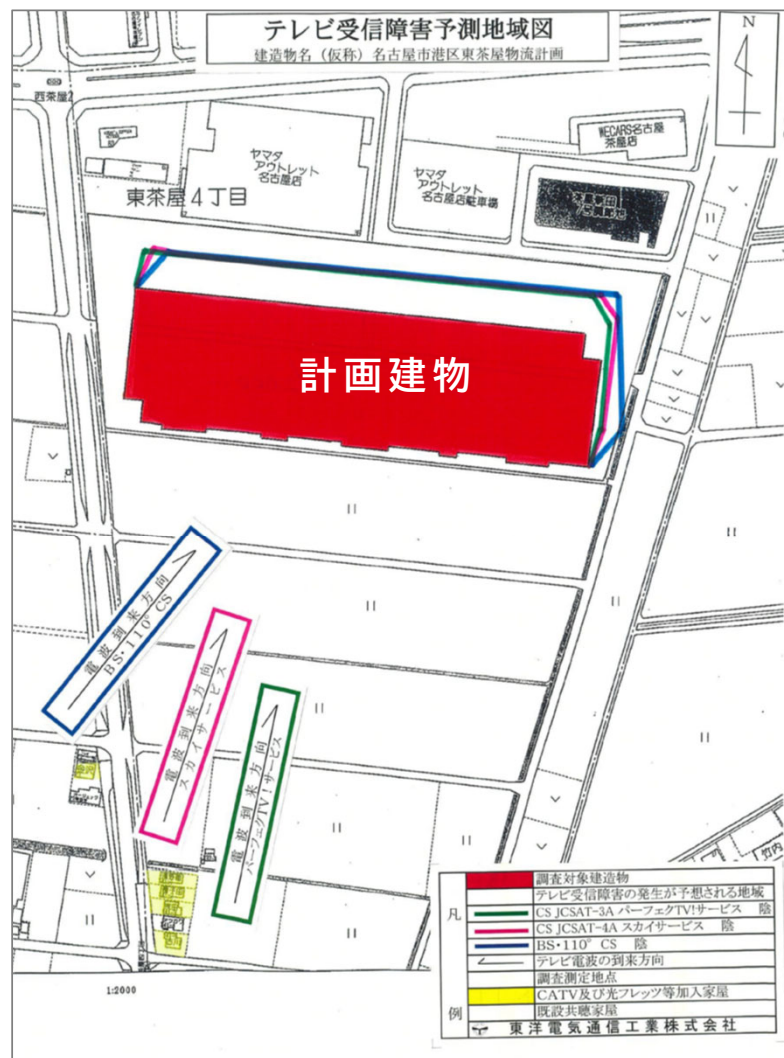 テレビ受信障害予測地域図
建造物名（仮称）名古屋市港区東茶屋物流計画
N
西茶屋2
WECARS名古屋
茶屋店
ヤマダ
アウトレット
名古屋店
ヤマダ
アウトレット
名古屋店駐車場
東茶屋4丁目
計画建物
電波到来方向
BS・110° CS
電波到来方向
スカイサービス
電波到来方向
パーフェクTV！サービス
竹内
凡例
調査対象建造物
テレビ受信障害の発生が予想される地域
CS JCSAT-3A パーフェクTV!サービス 陰
CS JCSAT-4A スカイサービス 陰
BS・110° CS 陰
テレビ電波の到来方向
調査測定地点
CATV及び光フレッツ等加入家屋
既設共聴家屋
東洋電気通信工業株式会社
1:2000